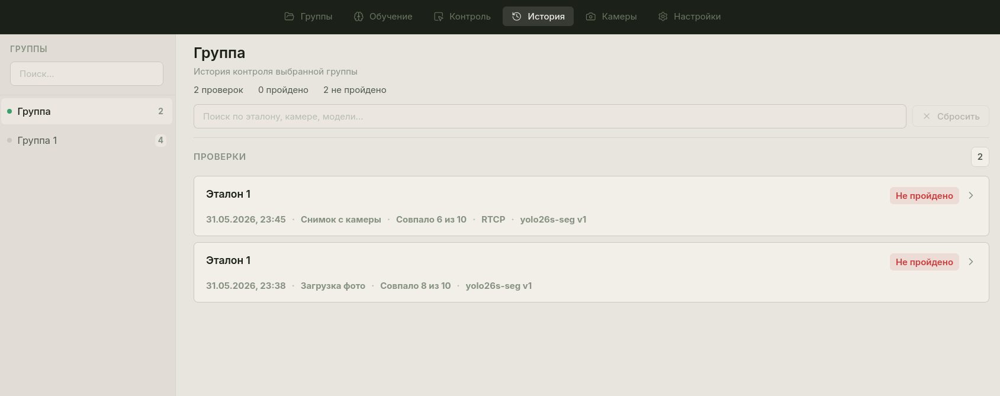 Группы Обучение Контроль История Камеры Настройки
ГРУППЫ
Поиск...
Группа 2
Группа 1 4
Группа
История контроля выбранной группы
2 проверок 0 пройдено 2 не пройдено
Поиск по эталону, камере, модели... Сбросить
ПРОВЕРКИ 2
Эталон 1 Не пройдено
31.05.2026, 23:45 · Снимок с камеры · Совпало 6 из 10 · RTCP · yolo26s-seg v1
Эталон 1 Не пройдено
31.05.2026, 23:38 · Загрузка фото · Совпало 8 из 10 · yolo26s-seg v1